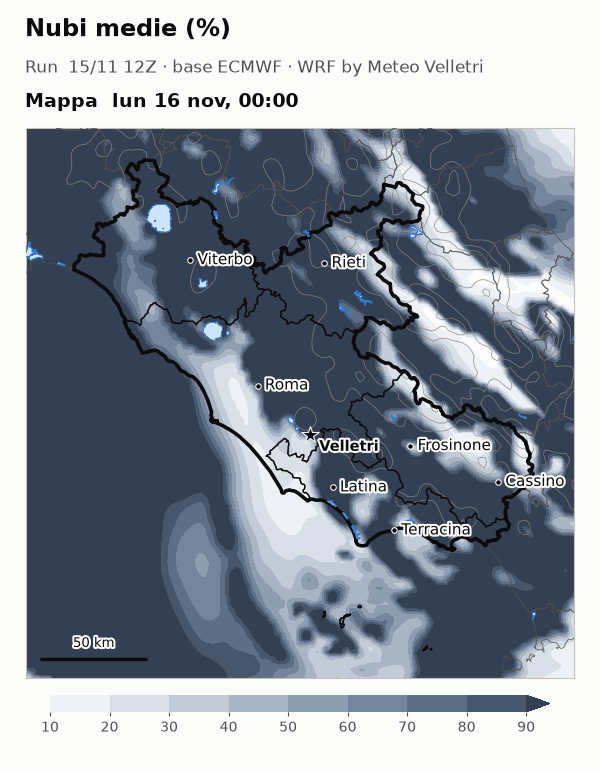 Nubi medie (%)
Run 15/11 12Z · base ECMWF · WRF by Meteo Velletri
Mappa lun 16 nov, 00:00
Viterbo
Rieti
Roma
Velletri
Frosinone
Cassino
Latina
Terracina
50 km
10 20 30 40 50 60 70 80 90